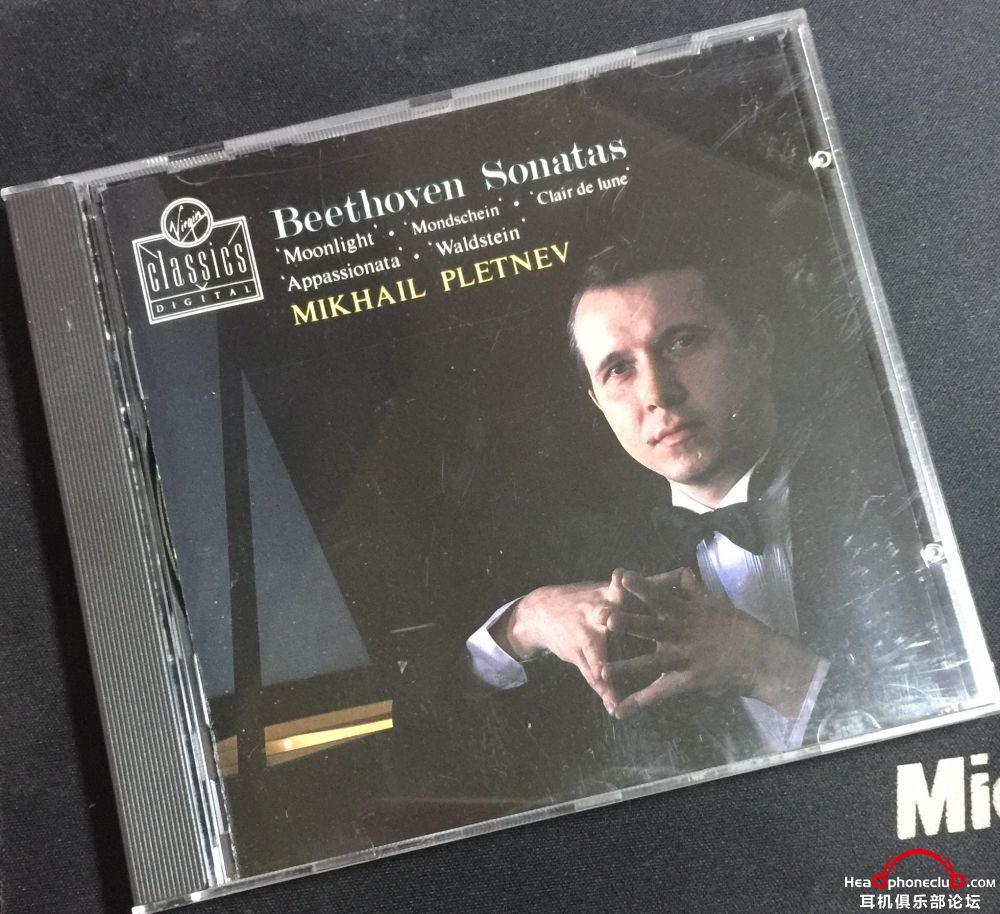 Virgin
classics
DIGITAL
Beethoven Sonatas
'Moonlight' • 'Mondschein' • 'Clair de lune'
'Appassionata' • 'Waldstein'
MIKHAIL PLETNEV
Mic
Headphoneclub.com
耳机俱乐部论坛